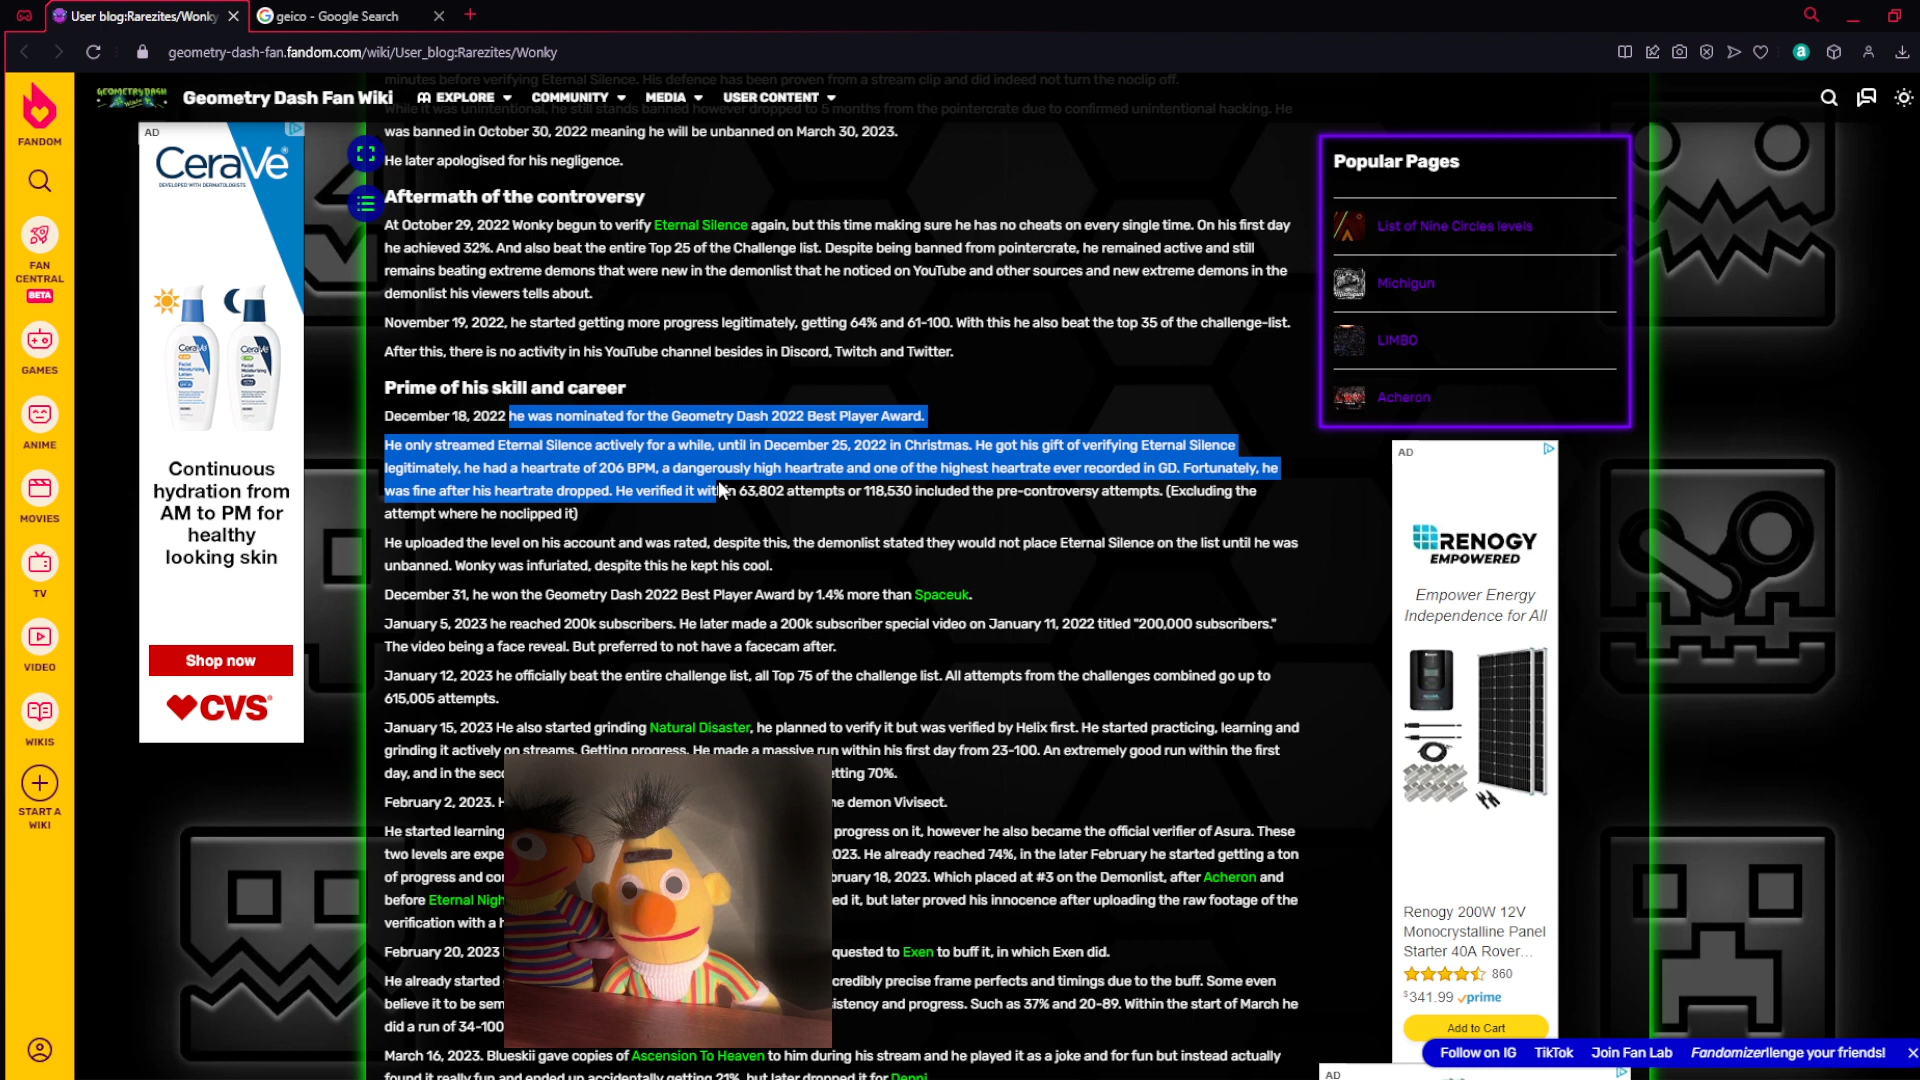 User blog:Rarezites/Wonky
geico - Google Search
geometry-dash-fan.fandom.com/wiki/User_blog:Rarezites/Wonky
FANDOM
FAN CENTRAL
BETA
GAMES
ANIME
MOVIES
TV
VIDEO
WIKIS
START A WIKI
Geometry Dash Fan Wiki
EXPLORE
COMMUNITY
MEDIA
USER CONTENT
AD
CeraVe
DEVELOPED WITH DERMATOLOGISTS
Continuous
hydration from
AM to PM for
healthy
looking skin
Shop now
CVS
minutes before verifying Eternal Silence. His defence has been proven from a stream clip and did indeed not turn the noclip off.
While it was unintentional, he still stands banned however dropped to 5 months from the pointercrate due to confirmed unintentional hacking. He
was banned in October 30, 2022 meaning he will be unbanned on March 30, 2023.
He later apologised for his negligence.
Aftermath of the controversy
At October 29, 2022 Wonky begun to verify Eternal Silence again, but this time making sure he has no cheats on every single time. On his first day
he achieved 32%. And also beat the entire Top 25 of the Challenge list. Despite being banned from pointercrate, he remained active and still
remains beating extreme demons that were new in the demonlist that he noticed on YouTube and other sources and new extreme demons in the
demonlist his viewers tells about.
November 19, 2022, he started getting more progress legitimately, getting 64% and 61-100. With this he also beat the top 35 of the challenge-list.
After this, there is no activity in his YouTube channel besides in Discord, Twitch and Twitter.
Prime of his skill and career
December 18, 2022 he was nominated for the Geometry Dash 2022 Best Player Award.
He only streamed Eternal Silence actively for a while, until in December 25, 2022 in Christmas. He got his gift of verifying Eternal Silence
legitimately, he had a heartrate of 206 BPM, a dangerously high heartrate and one of the highest heartrate ever recorded in GD. Fortunately, he
was fine after his heartrate dropped. He verified it within 63,802 attempts or 118,530 included the pre-controversy attempts. (Excluding the
attempt where he noclipped it)
He uploaded the level on his account and was rated, despite this, the demonlist stated they would not place Eternal Silence on the list until he was
unbanned. Wonky was infuriated, despite this he kept his cool.
December 31, he won the Geometry Dash 2022 Best Player Award by 1.4% more than Spaceuk.
January 5, 2023 he reached 200k subscribers. He later made a 200k subscriber special video on January 11, 2022 titled "200,000 subscribers."
The video being a face reveal. But preferred to not have a facecam after.
January 12, 2023 he officially beat the entire challenge list, all Top 75 of the challenge list. All attempts from the challenges combined go up to
615,005 attempts.
January 15, 2023 He also started grinding Natural Disaster, he planned to verify it but was verified by Helix first. He started practicing, learning and
grinding it actively on streams. Getting progress. He made a massive run within his first day from 23-100. An extremely good run within the first
day, and in the seco tting 70%.
February 2, 2023. ne demon Vivisect.
He started learning progress on it, however he also became the official verifier of Asura. These
two levels are expe 2023. He already reached 74%, in the later February he started getting a ton
of progress and co bruary 18, 2023. Which placed at #3 on the Demonlist, after Acheron and
before Eternal Nigh ed it, but later proved his innocence after uploading the raw footage of the
verification with a h
February 20, 2023 quested to Exen to buff it, in which Exen did.
He already started credibly precise frame perfects and timings due to the buff. Some even
believe it to be sem istency and progress. Such as 37% and 20-89. Within the start of March he
did a run of 34-100
March 16, 2023. Blueskii gave copies of Ascension To Heaven to him during his stream and he played it as a joke and for fun but instead actually
found it really fun and ended up accidentally getting 21%, but later dropped it for Denni.
Popular Pages
List of Nine Circles levels
Michigun
LIMBO
Acheron
AD
RENOGY
EMPOWERED
Empower Energy
Independence for All
Renogy 200W 12V
Monocrystalline Panel
Starter 40A Rover...
860
$341.99 prime
Add to Cart
Follow on IG
TikTok
Join Fan Lab
Fandomizerllenge your friends!
AD